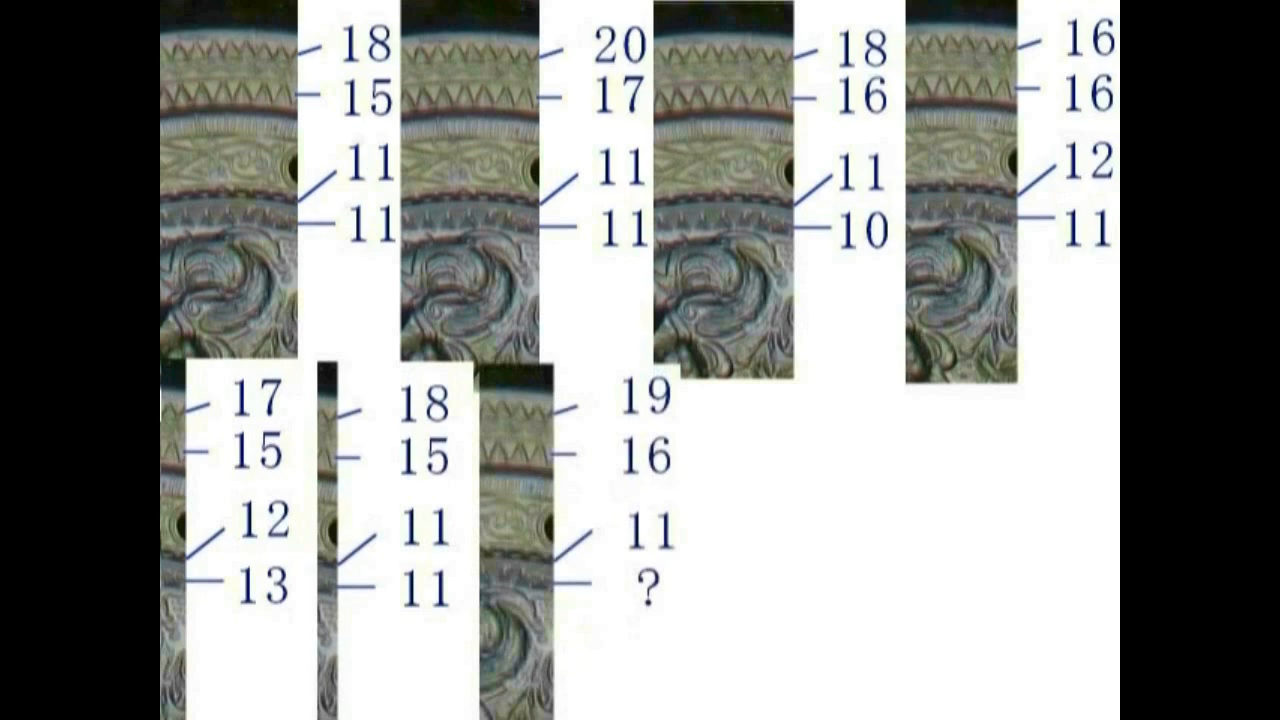 18 20 18 16
15 17 16 16
11 11 11 12
11 11 10 11
17 18 19
15 15 16
12 11 11
13 11 ?